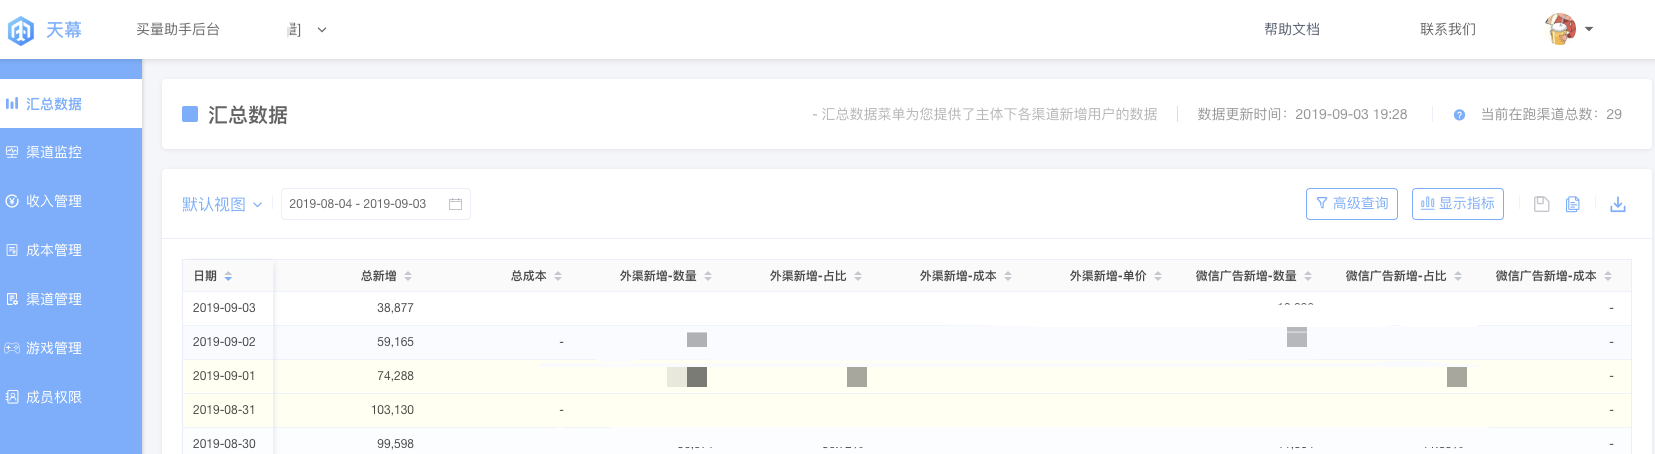 天幕 买量助手后台 帮助文档 联系我们
汇总数据
渠道监控
收入管理
成本管理
渠道管理
游戏管理
成员权限
汇总数据 - 汇总数据菜单为您提供了主体下各渠道新增用户的数据 数据更新时间：2019-09-03 19:28 ? 当前在跑渠道总数：29
默认视图 2019-08-04 - 2019-09-03 高级查询 显示指标
日期 总新增 总成本 外渠新增-数量 外渠新增-占比 外渠新增-成本 外渠新增-单价 微信广告新增-数量 微信广告新增-占比 微信广告新增-成本
2019-09-03 38,877 -
2019-09-02 59,165 - -
2019-09-01 74,288 -
2019-08-31 103,130 - -
2019-08-30 99,598 -